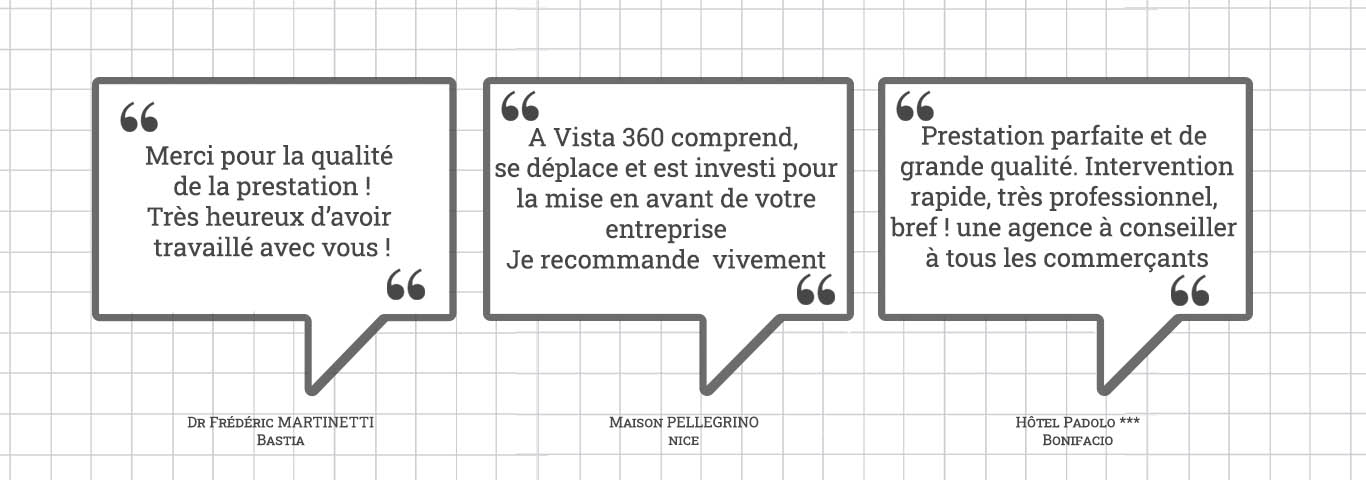 Merci pour la qualité
de la prestation !
Très heureux d’avoir
travaillé avec vous !
Dr Frédéric MARTINETTI
Bastia
A Vista 360 comprend,
se déplace et est investi pour
la mise en avant de votre
entreprise
Je recommande  vivement
Maison PELLEGRINO
NICE
Prestation parfaite et de
grande qualité. Intervention
rapide, très professionnel,
bref ! une agence à conseiller
à tous les commerçants
Hôtel Padolo ***
Bonifacio